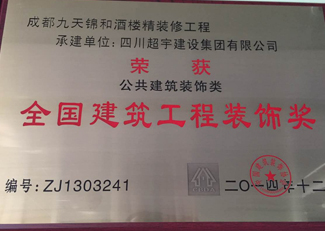 成都九天锦和酒楼精装修工程
承建单位:四川超宇建设集团有限公司
荣获
公共建筑装饰类
全国建筑工程装饰奖
编号:ZJ1303241
二〇一四年十二